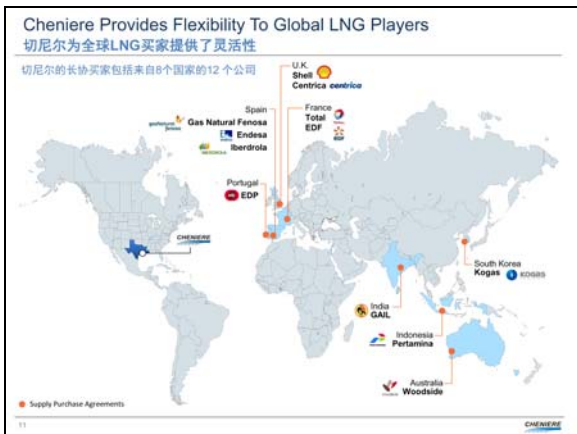 Cheniere Provides Flexibility To Global LNG Players
切尼尔为全球LNG买家提供了灵活性
切尼尔的长协买家包括来自8个国家的12 个公司
U.K.
Shell
Centrica centrica
Spain
Gas Natural Fenosa
Endesa
Iberdrola
France
Total
EDF
Portugal
EDP
CHENIERE
South Korea
Kogas KOGAS
India
GAIL
Indonesia
Pertamina
Australia
Woodside
Supply Purchase Agreements
11
CHENIERE